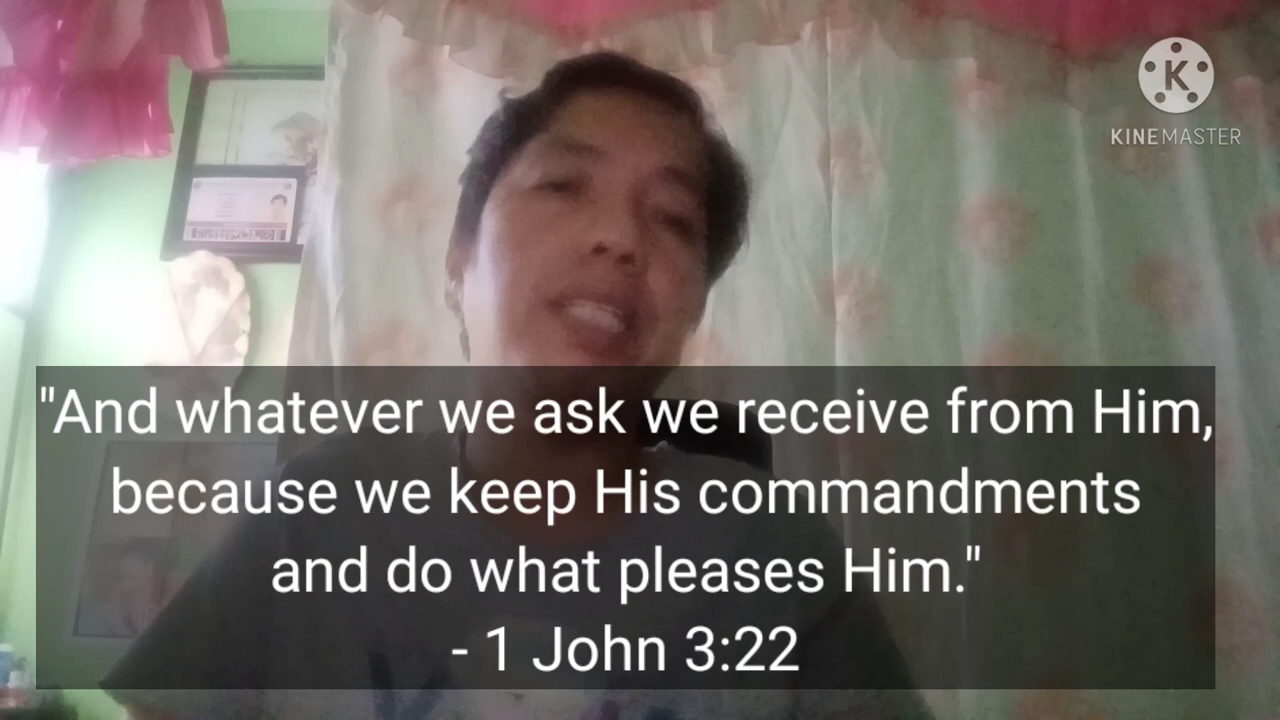 KINEMASTER
"And whatever we ask we receive from Him,
because we keep His commandments
and do what pleases Him."
- 1 John 3:22